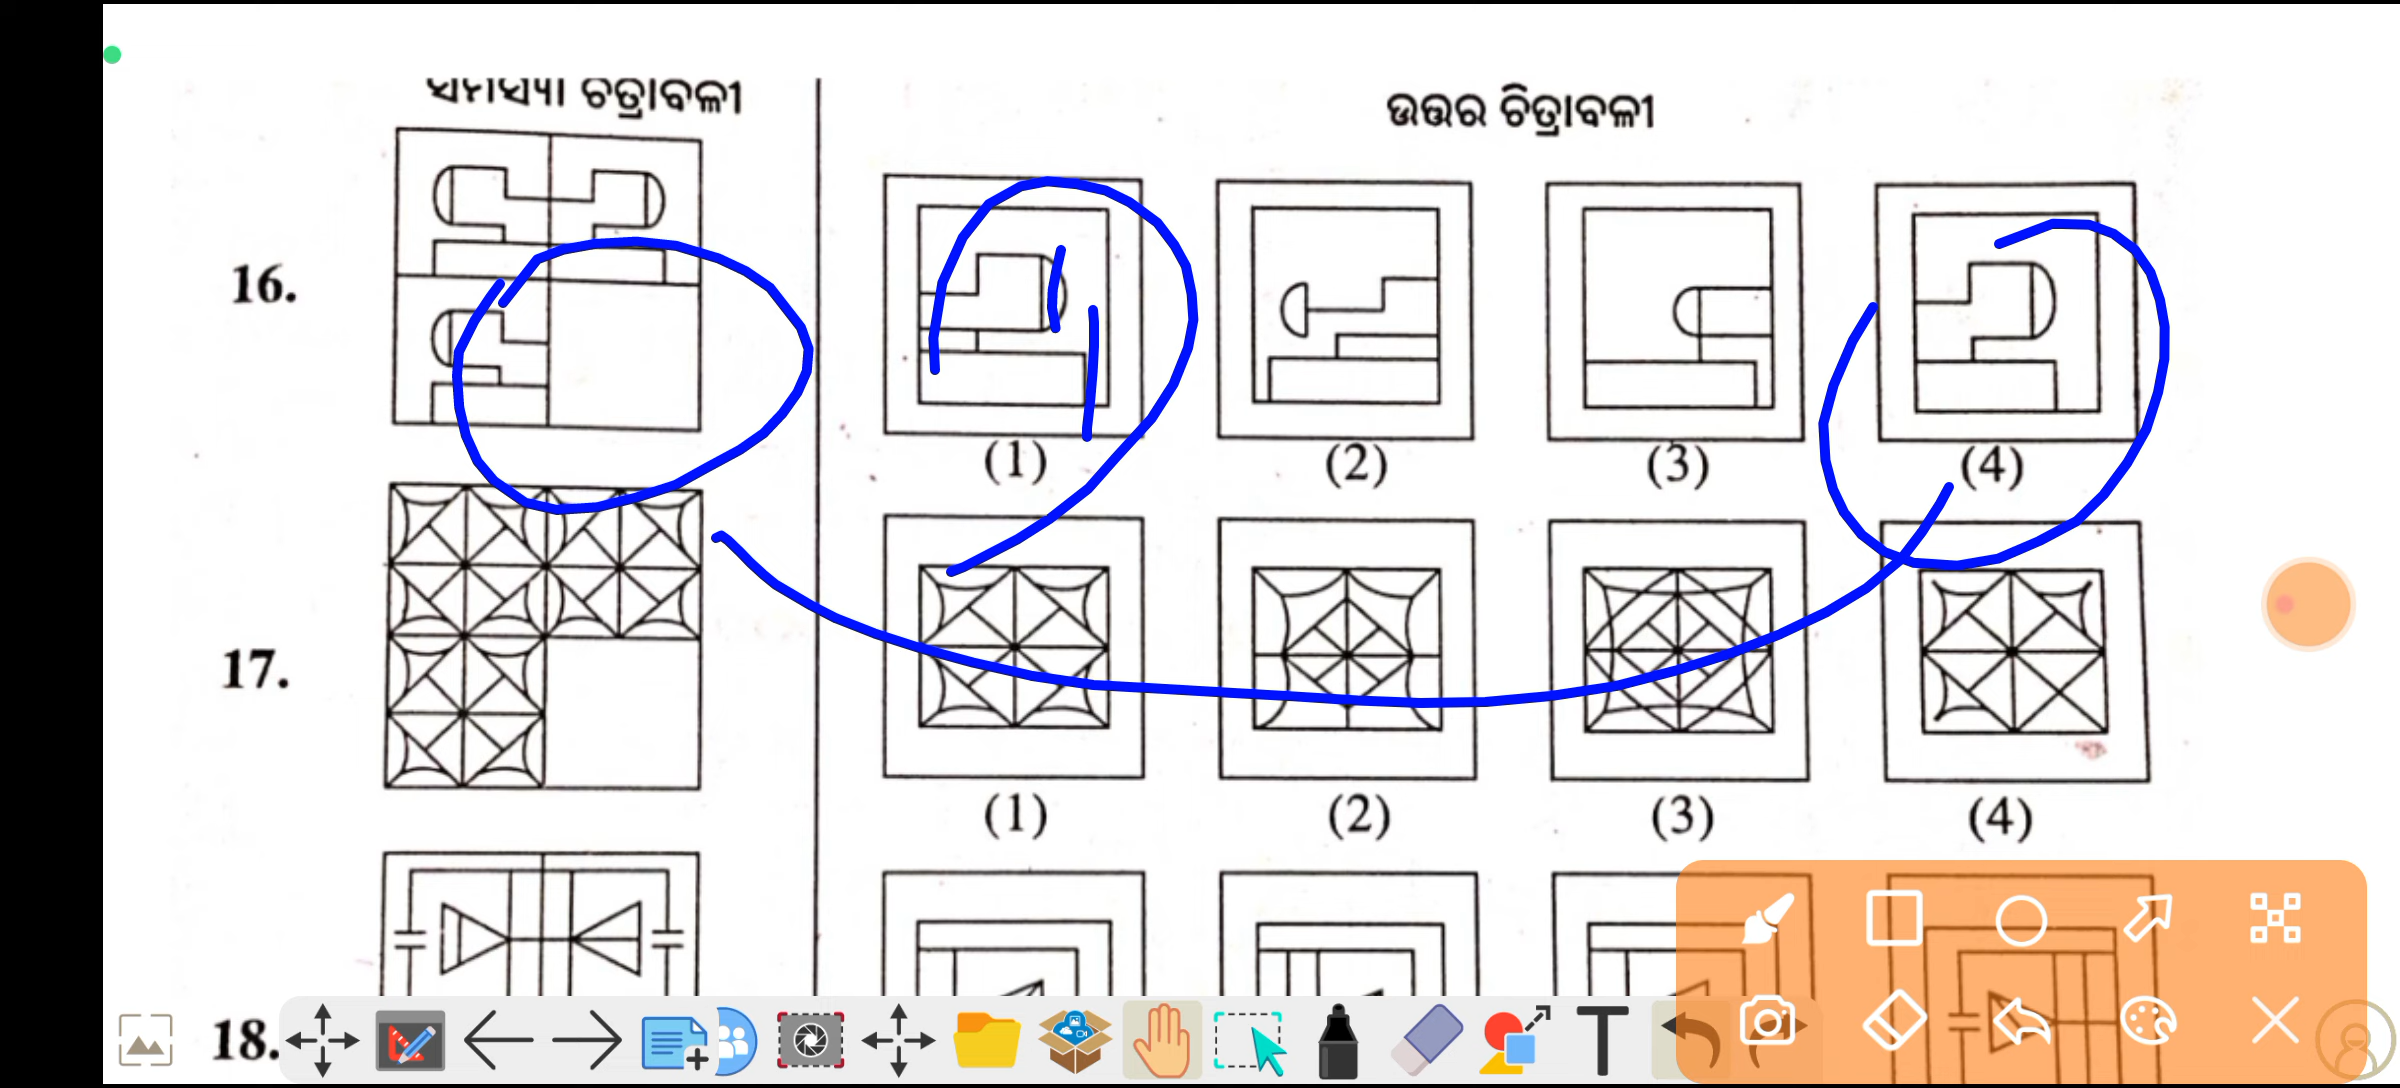 ସମସ୍ୟା ଚିତ୍ରାବଳୀ
ଉତ୍ତର ଚିତ୍ରାବଳୀ
16.
(1) (2) (3) (4)
17.
(1) (2) (3) (4)
18.
T